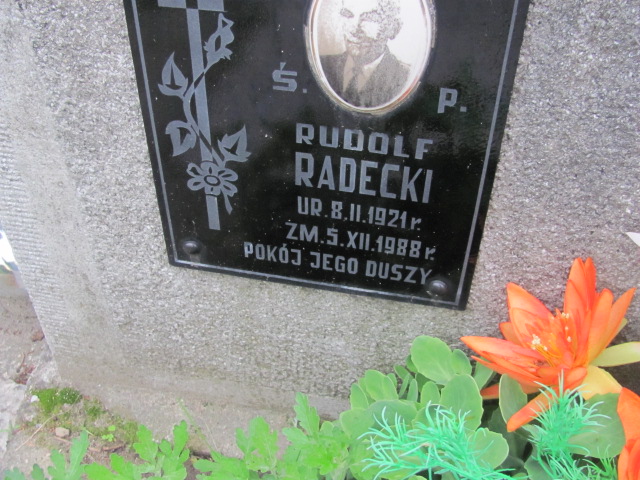 Ś. P.
RUDOLF
RADECKI
UR. 8.II.1921 r.
ZM. 5.XII.1988 r.
POKÓJ JEGO DUSZY